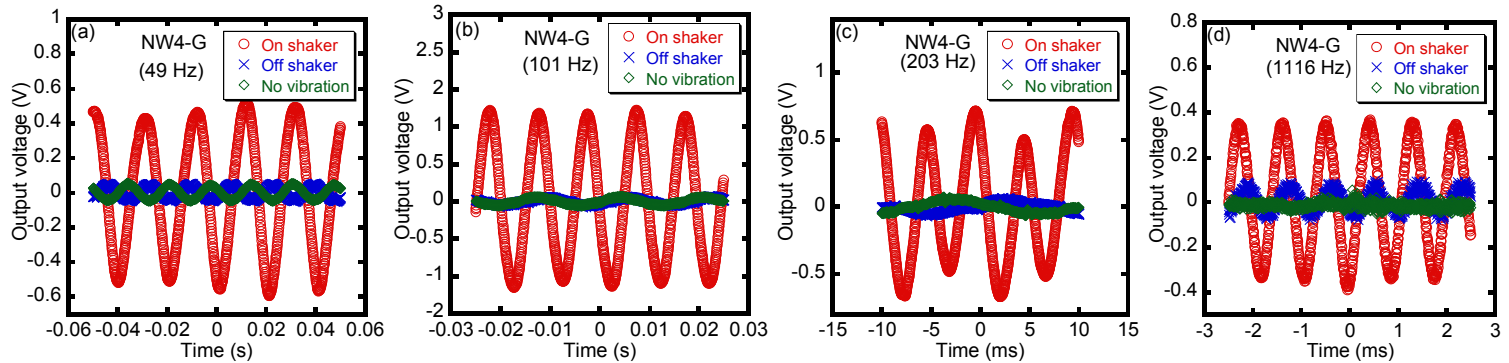 (a)
NW4-G
(49 Hz)
On shaker
Off shaker
No vibration
Output voltage (V)
1
0.8
0.6
0.4
0.2
0
-0.2
-0.4
-0.6
-0.06
-0.04
-0.02
0
0.02
0.04
0.06
Time (s)
(b)
NW4-G
(101 Hz)
On shaker
Off shaker
No vibration
Output voltage (V)
3
2.5
2
1.5
1
0.5
0
-0.5
-1
-1.5
-2
-0.03
-0.02
-0.01
0
0.01
0.02
0.03
Time (s)
(c)
NW4-G
(203 Hz)
On shaker
Off shaker
No vibration
Output voltage (V)
1
0.5
0
-0.5
-15
-10
-5
0
5
10
15
Time (ms)
(d)
NW4-G
(1116 Hz)
On shaker
Off shaker
No vibration
Output voltage (V)
0.8
0.6
0.4
0.2
0
-0.2
-0.4
-3
-2
-1
0
1
2
3
Time (ms)